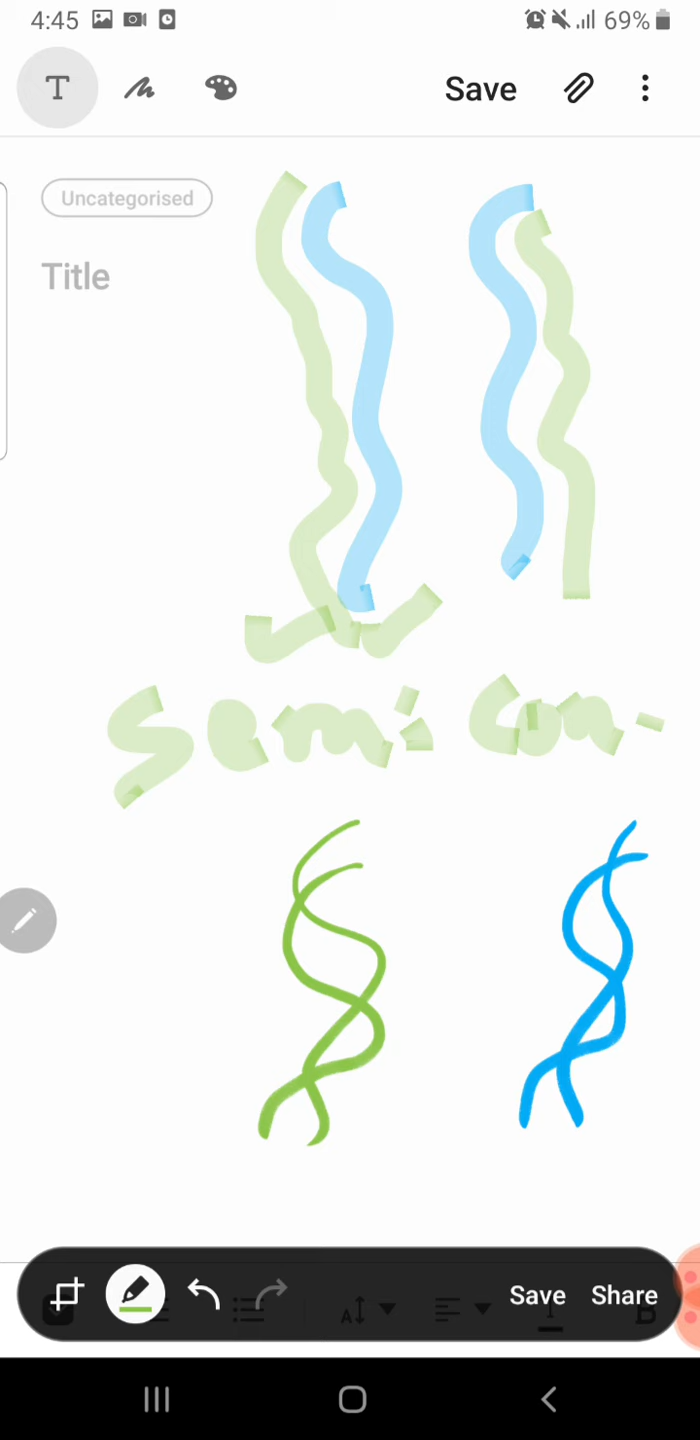 4:45 69%
T Save
Uncategorised
Title
Semi Con-
Save Share